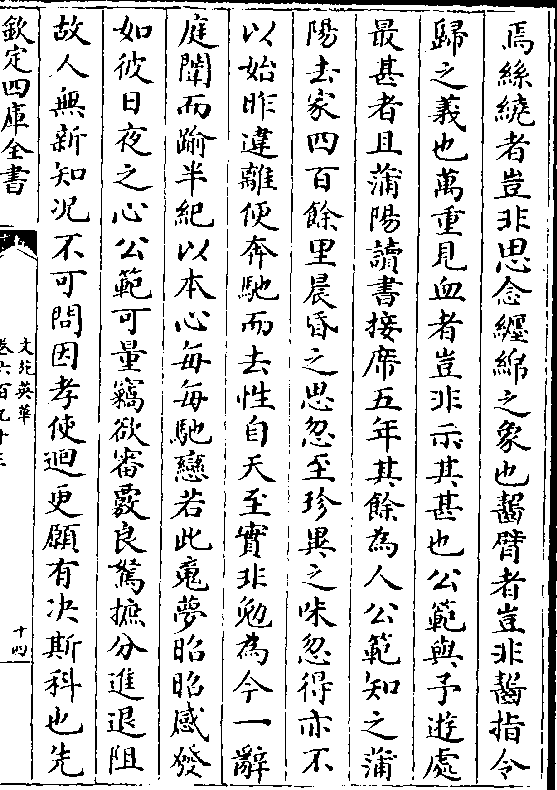 焉絲繞者豈非思念纏綿之象也齧臂者豈非齧指令
歸之義也萬重見血者豈非示其甚也公範與予遊處
最甚者且蒲陽讀書接席五年其餘為人公範知之蒲
陽去家四百餘里晨昏之思忽至珍異之味忽得亦不
以始昨違離便奔馳而去性自天至實非勉為今一辭
庭闈而踰半紀以本心每每馳戀若此䰟夢昭昭感發
如彼日夜之心公範可量竊欲審覈良駑摭分進退阻
故人無新知况不可問因孝使迴更願有决斯科也先
欽定四庫全書
文苑英華
卷六百九十三
十四